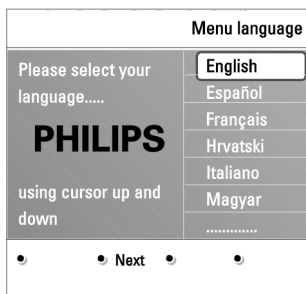 Menu language
Please select your
language.....
PHILIPS
using cursor up and
down
English
Español
Français
Hrvatski
Italiano
Magyar
.............
Next